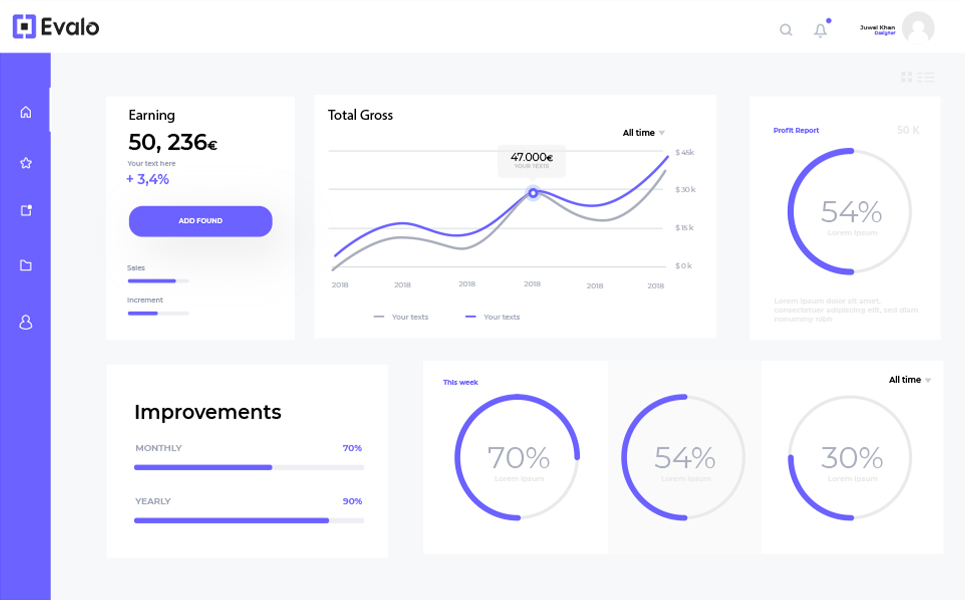 Evalo
Juwel Khan
Designer
Earning
50, 236€
Your text here
+ 3,4%
ADD FOUND
Sales
Increment
Total Gross
All time
47.000€
YOUR TEXTS
$ 45k
$ 30 k
$ 15 k
$ 0 k
2018
2018
2018
2018
2018
2018
Your texts
Your texts
Profit Report
50 K
54%
Lorem Ipsum
Lorem ipsum dolor sit amet,
consectetuer adipiscing elit, sed diam
nonummy nibh
Improvements
MONTHLY
70%
YEARLY
90%
This week
All time
70%
Lorem Ipsum
54%
Lorem Ipsum
30%
Lorem Ipsum